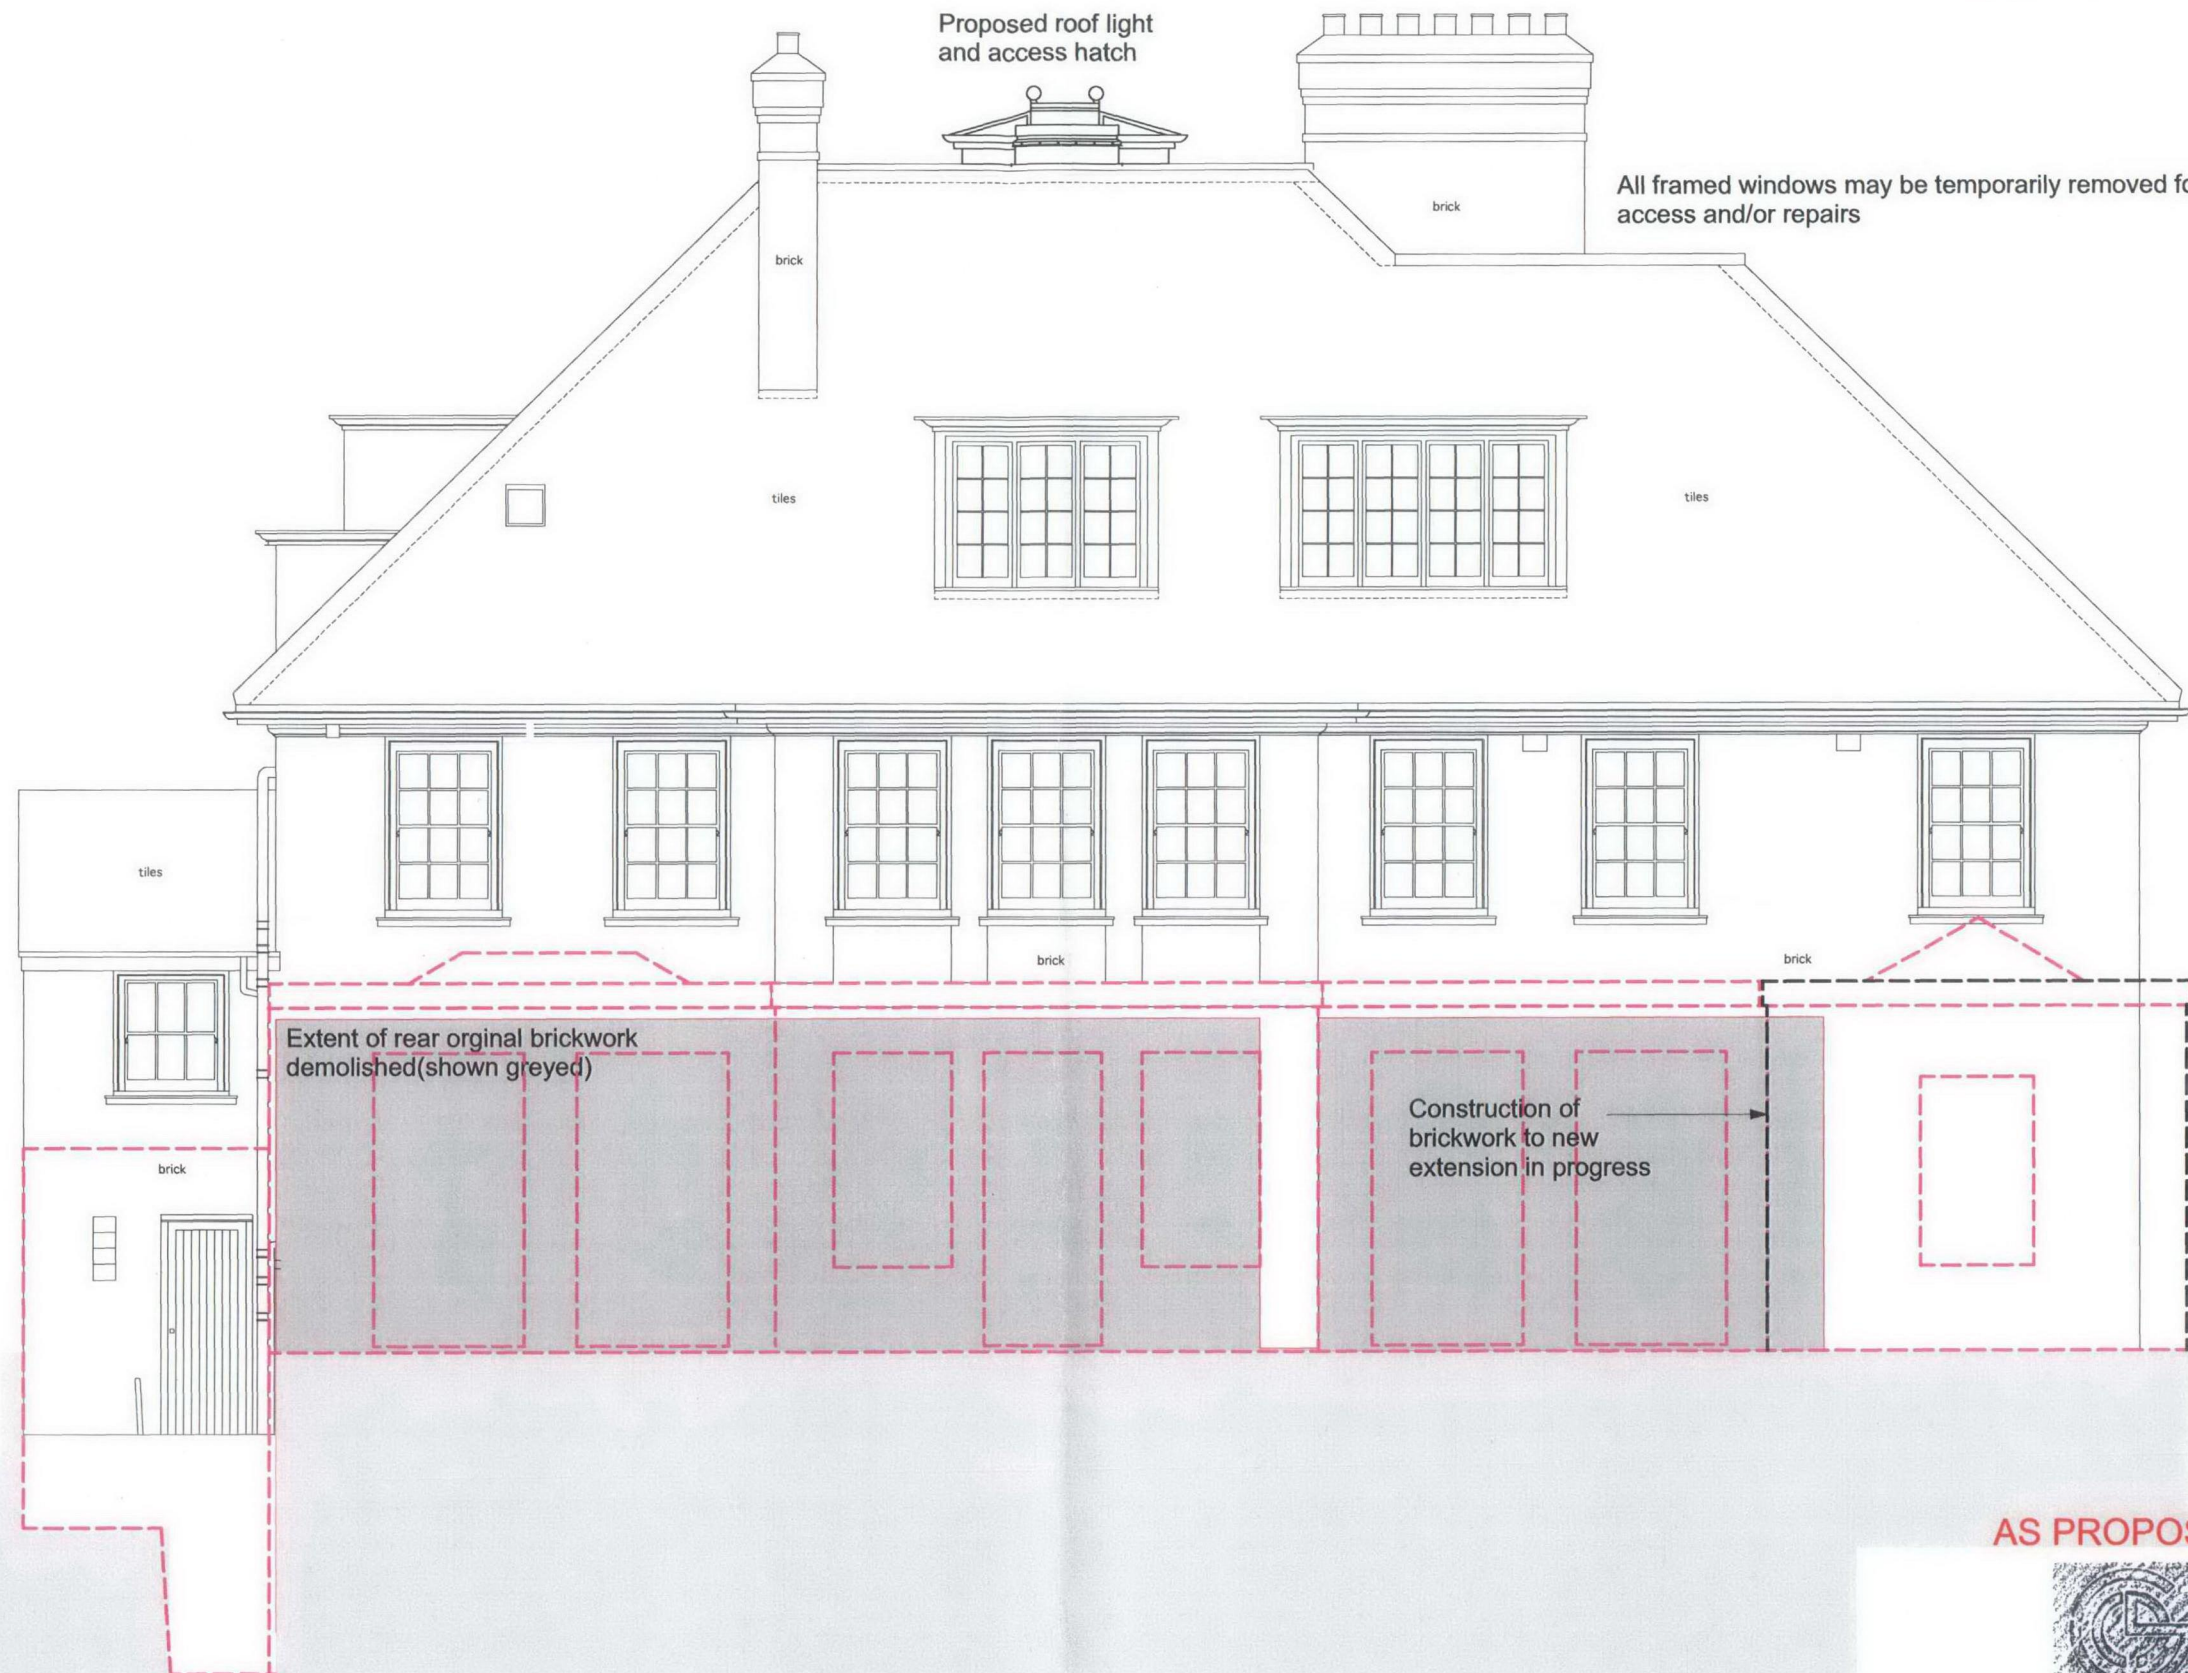 Proposed roof light
and access hatch
All framed windows may be temporarily removed fo
access and/or repairs
brick
brick
tiles
tiles
tiles
brick
brick
Extent of rear orginal brickwork
demolished(shown greyed)
Construction of
brickwork to new
extension in progress
brick
AS PROPOS